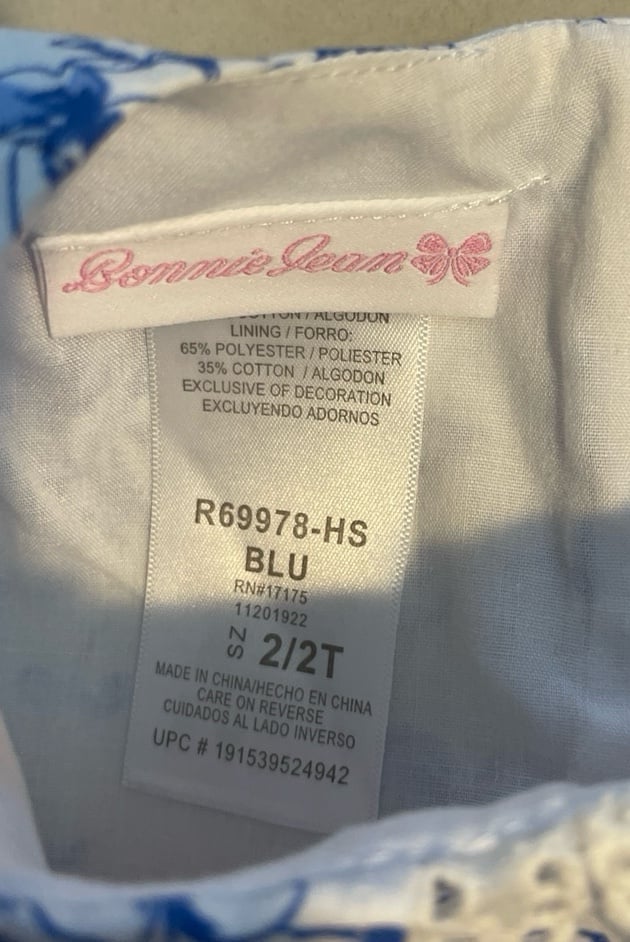 Bonnie Jean
COTTON / ALGODON
LINING / FORRO:
65% POLYESTER / POLIESTER
35% COTTON / ALGODON
EXCLUSIVE OF DECORATION
EXCLUYENDO ADORNOS
R69978-HS
BLU
RN#17175
11201922
SZ 2/2T
MADE IN CHINA/HECHO EN CHINA
CARE ON REVERSE
CUIDADOS AL LADO INVERSO
UPC # 191539524942